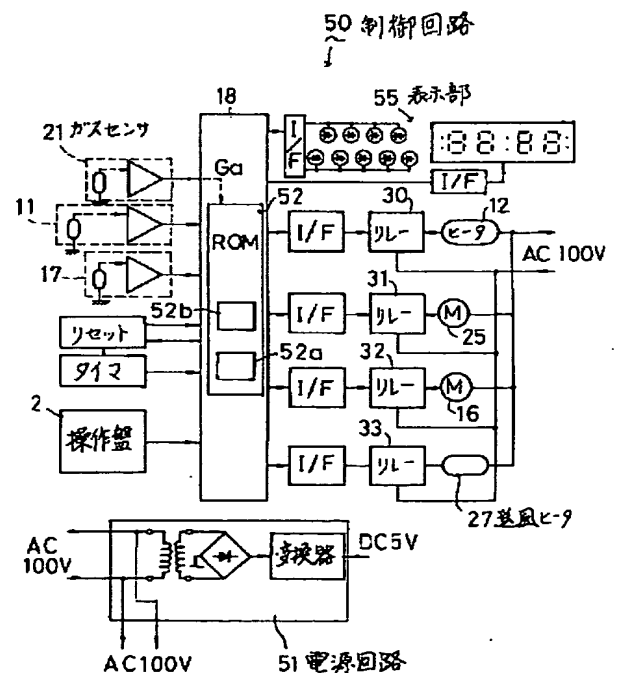 50 制御回路
18
55 表示部
21 ガスセンサ
I/F
:88:88
I/F
Ga
52
ROM
11
17
52b
52a
I/F
30
リレー
12
ヒータ
AC 100V
I/F
31
リレー
M
25
リセット
タイマ
I/F
32
リレー
M
16
2
操作盤
I/F
33
リレー
27 送風ヒータ
AC
100V
変換器
DC5V
AC100V
51 電源回路